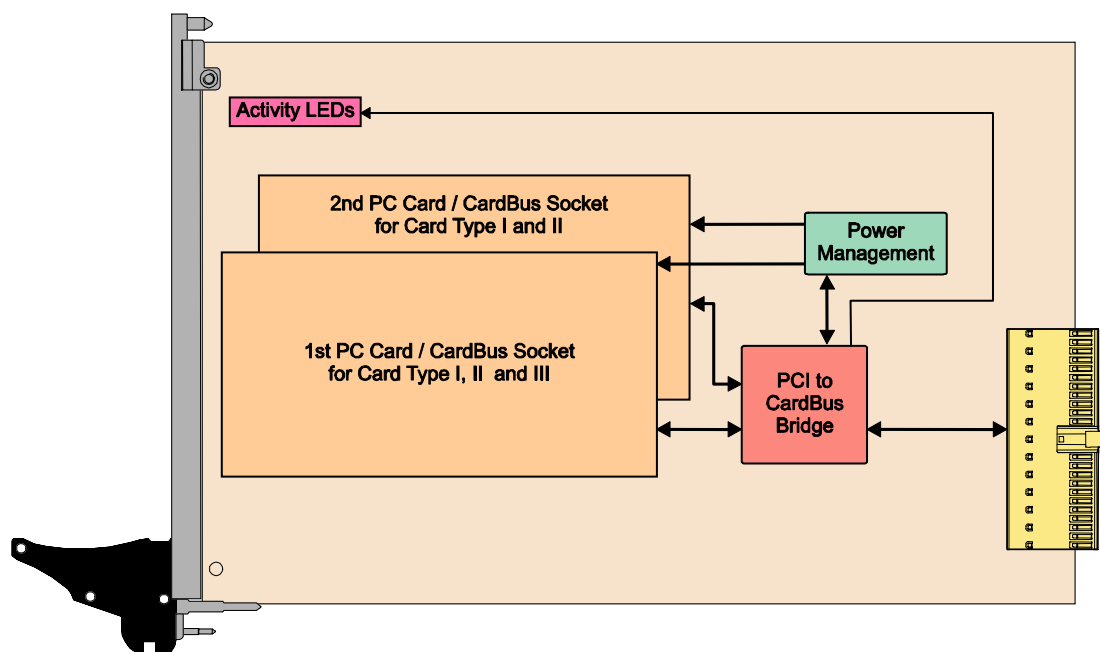 Activity LEDs
2nd PC Card / CardBus Socket
for Card Type I and II
Power
Management
1st PC Card / CardBus Socket
for Card Type I, II and III
PCI to
CardBus
Bridge